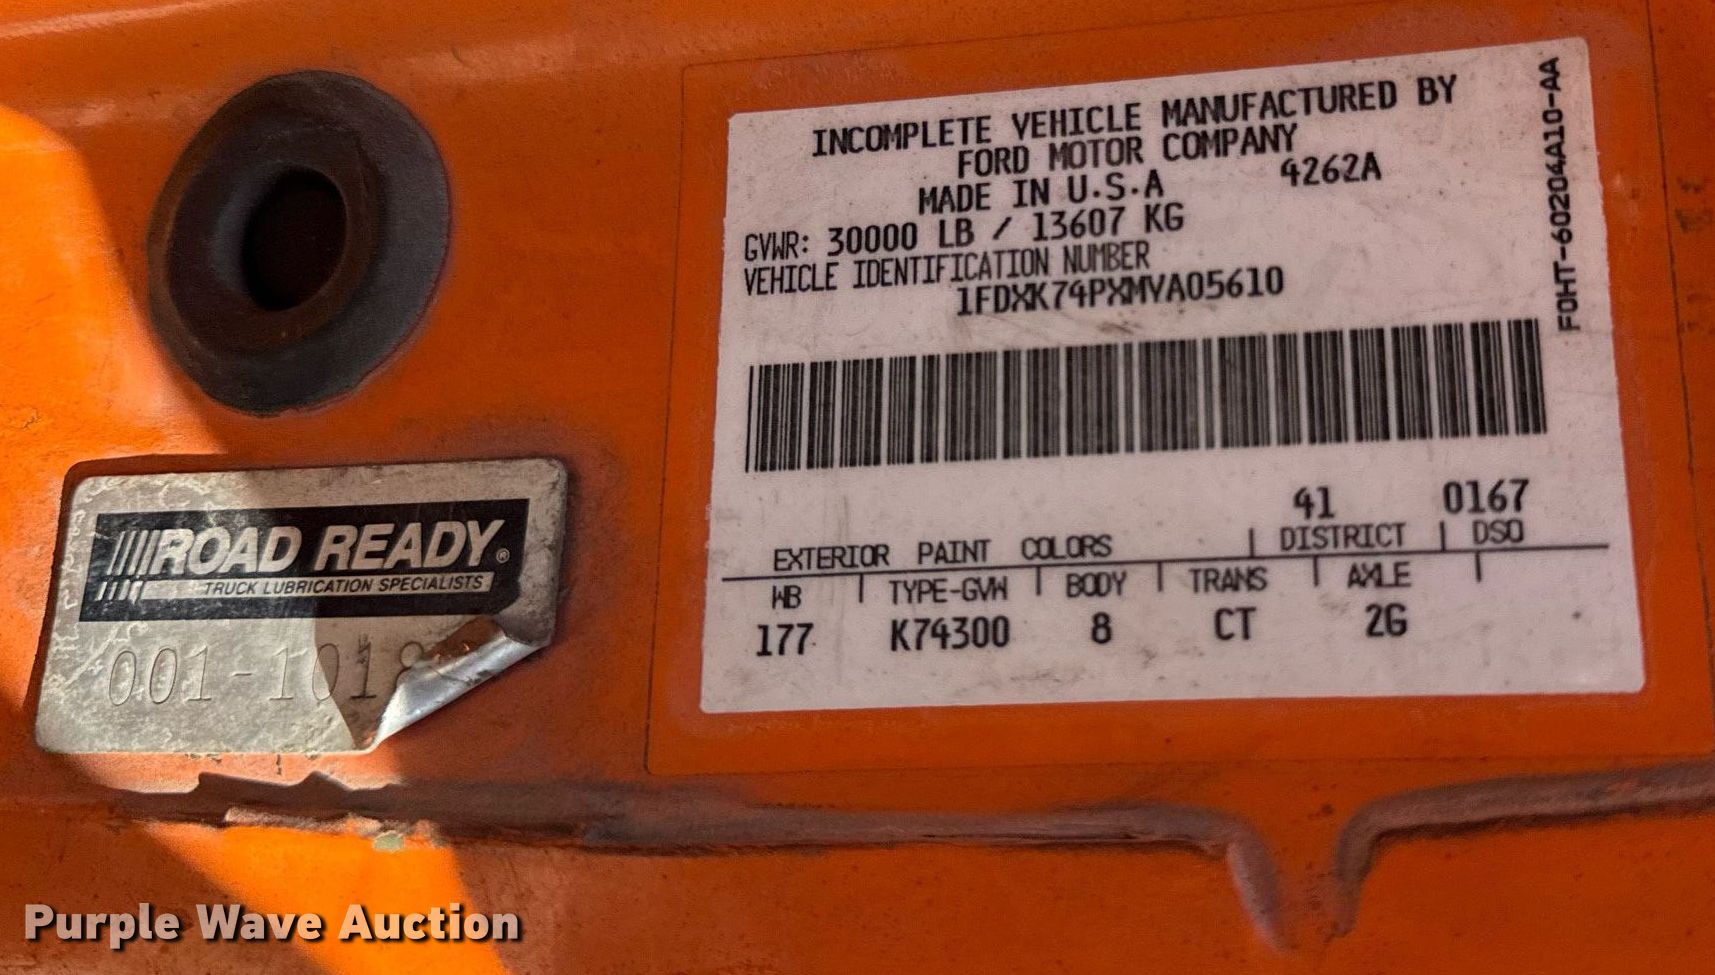 INCOMPLETE VEHICLE MANUFACTURED BY
FORD MOTOR COMPANY
MADE IN U.S.A 4262A
GVWR: 30000 LB / 13607 KG
VEHICLE IDENTIFICATION NUMBER
1FDXK74PXMVA05610
F0HT-60204A10-AA
41 0167
EXTERIOR PAINT COLORS DISTRICT DSO
WB TYPE-GVW BODY TRANS AXLE
177 K74300 8 CT 2G
ROAD READY®
TRUCK LUBRICATION SPECIALISTS
001-1018
Purple Wave Auction